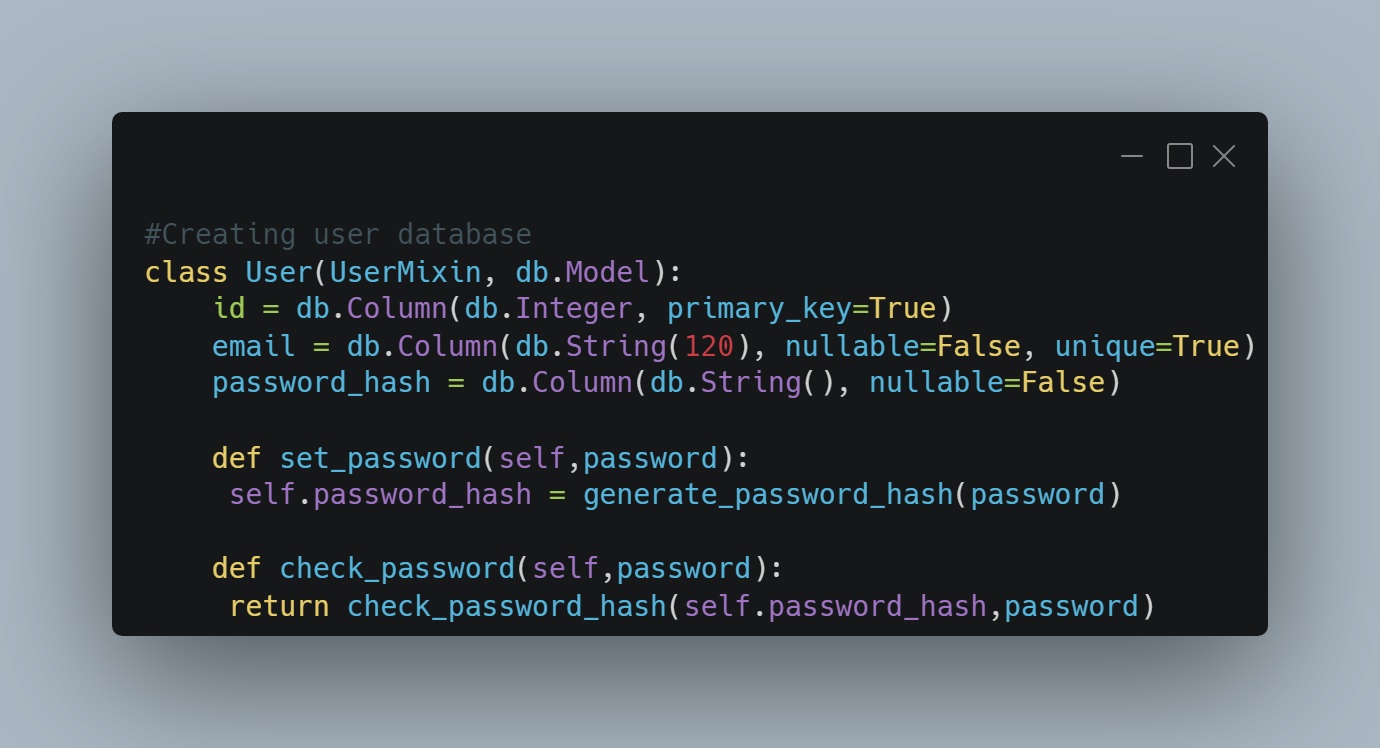 #Creating user database
class User(UserMixin, db.Model):
    id = db.Column(db.Integer, primary_key=True)
    email = db.Column(db.String(120), nullable=False, unique=True)
    password_hash = db.Column(db.String(), nullable=False)

    def set_password(self,password):
     self.password_hash = generate_password_hash(password)

    def check_password(self,password):
     return check_password_hash(self.password_hash,password)